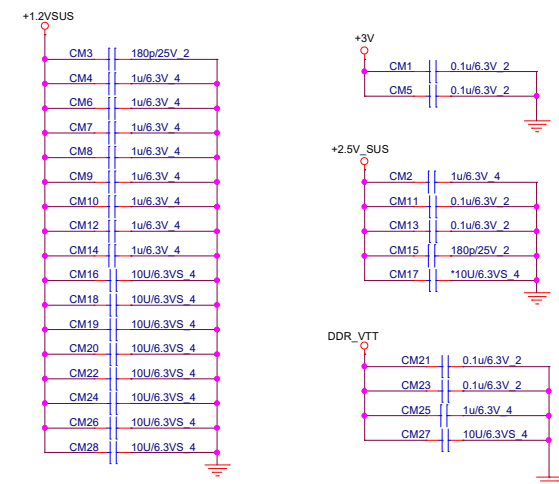 +1.2VSUS
CM3 180p/25V_2
CM4 1u/6.3V_4
CM6 1u/6.3V_4
CM7 1u/6.3V_4
CM8 1u/6.3V_4
CM9 1u/6.3V_4
CM10 1u/6.3V_4
CM12 1u/6.3V_4
CM14 1u/6.3V_4
CM16 10U/6.3VS_4
CM18 10U/6.3VS_4
CM19 10U/6.3VS_4
CM20 10U/6.3VS_4
CM22 10U/6.3VS_4
CM24 10U/6.3VS_4
CM26 10U/6.3VS_4
CM28 10U/6.3VS_4
+3V
CM1 0.1u/6.3V_2
CM5 0.1u/6.3V_2
+2.5V_SUS
CM2 1u/6.3V_4
CM11 0.1u/6.3V_2
CM13 0.1u/6.3V_2
CM15 180p/25V_2
CM17 *10U/6.3VS_4
DDR_VTT
CM21 0.1u/6.3V_2
CM23 0.1u/6.3V_2
CM25 1u/6.3V_4
CM27 10U/6.3VS_4